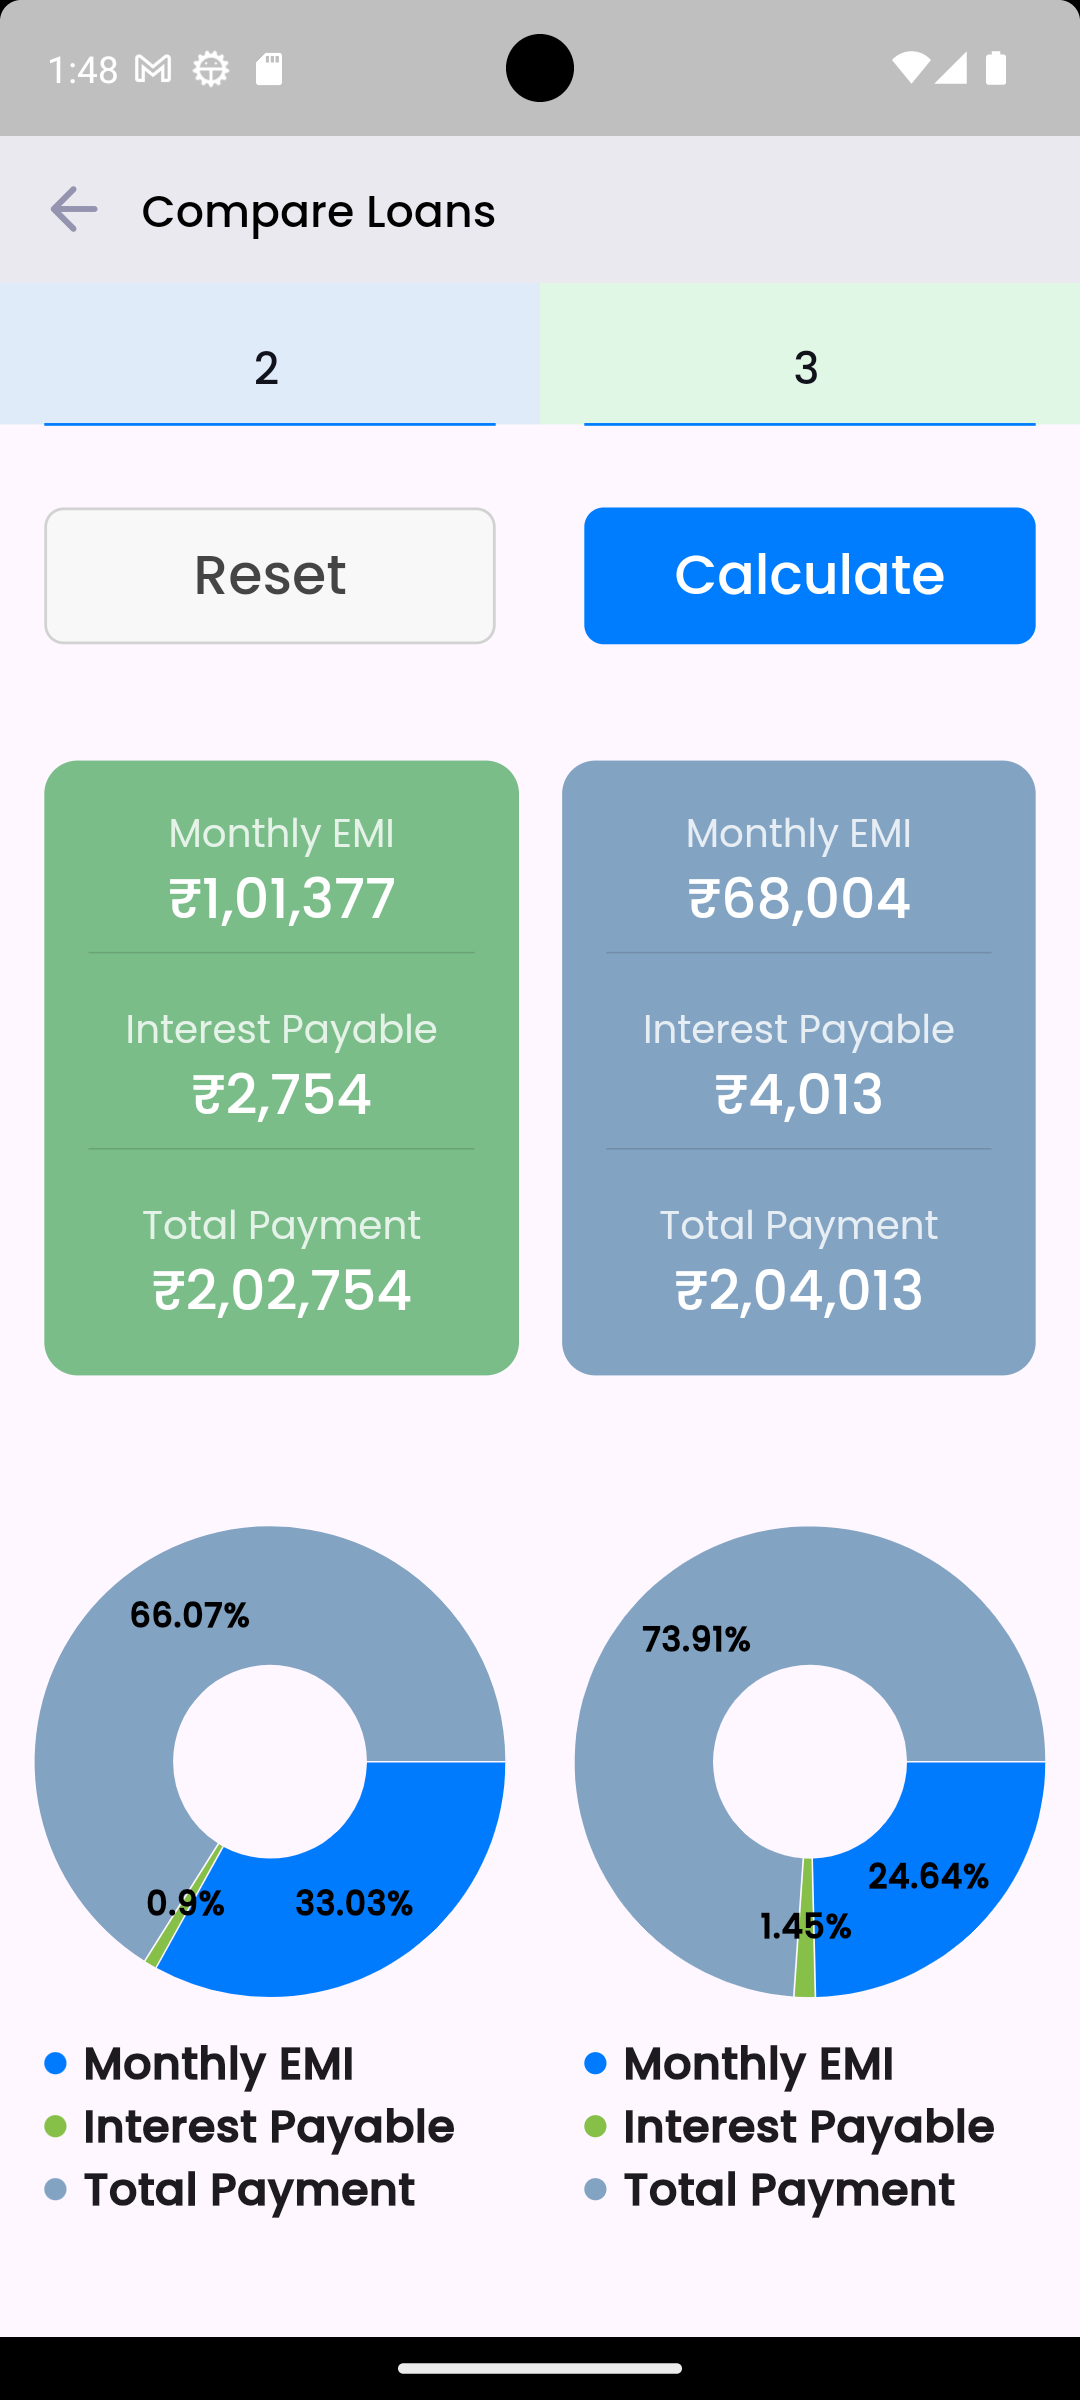 1:48
Compare Loans
2
3
Reset
Calculate
Monthly EMI
₹1,01,377
Interest Payable
₹2,754
Total Payment
₹2,02,754
Monthly EMI
₹68,004
Interest Payable
₹4,013
Total Payment
₹2,04,013
66.07%
0.9%
33.03%
73.91%
24.64%
1.45%
Monthly EMI
Interest Payable
Total Payment
Monthly EMI
Interest Payable
Total Payment